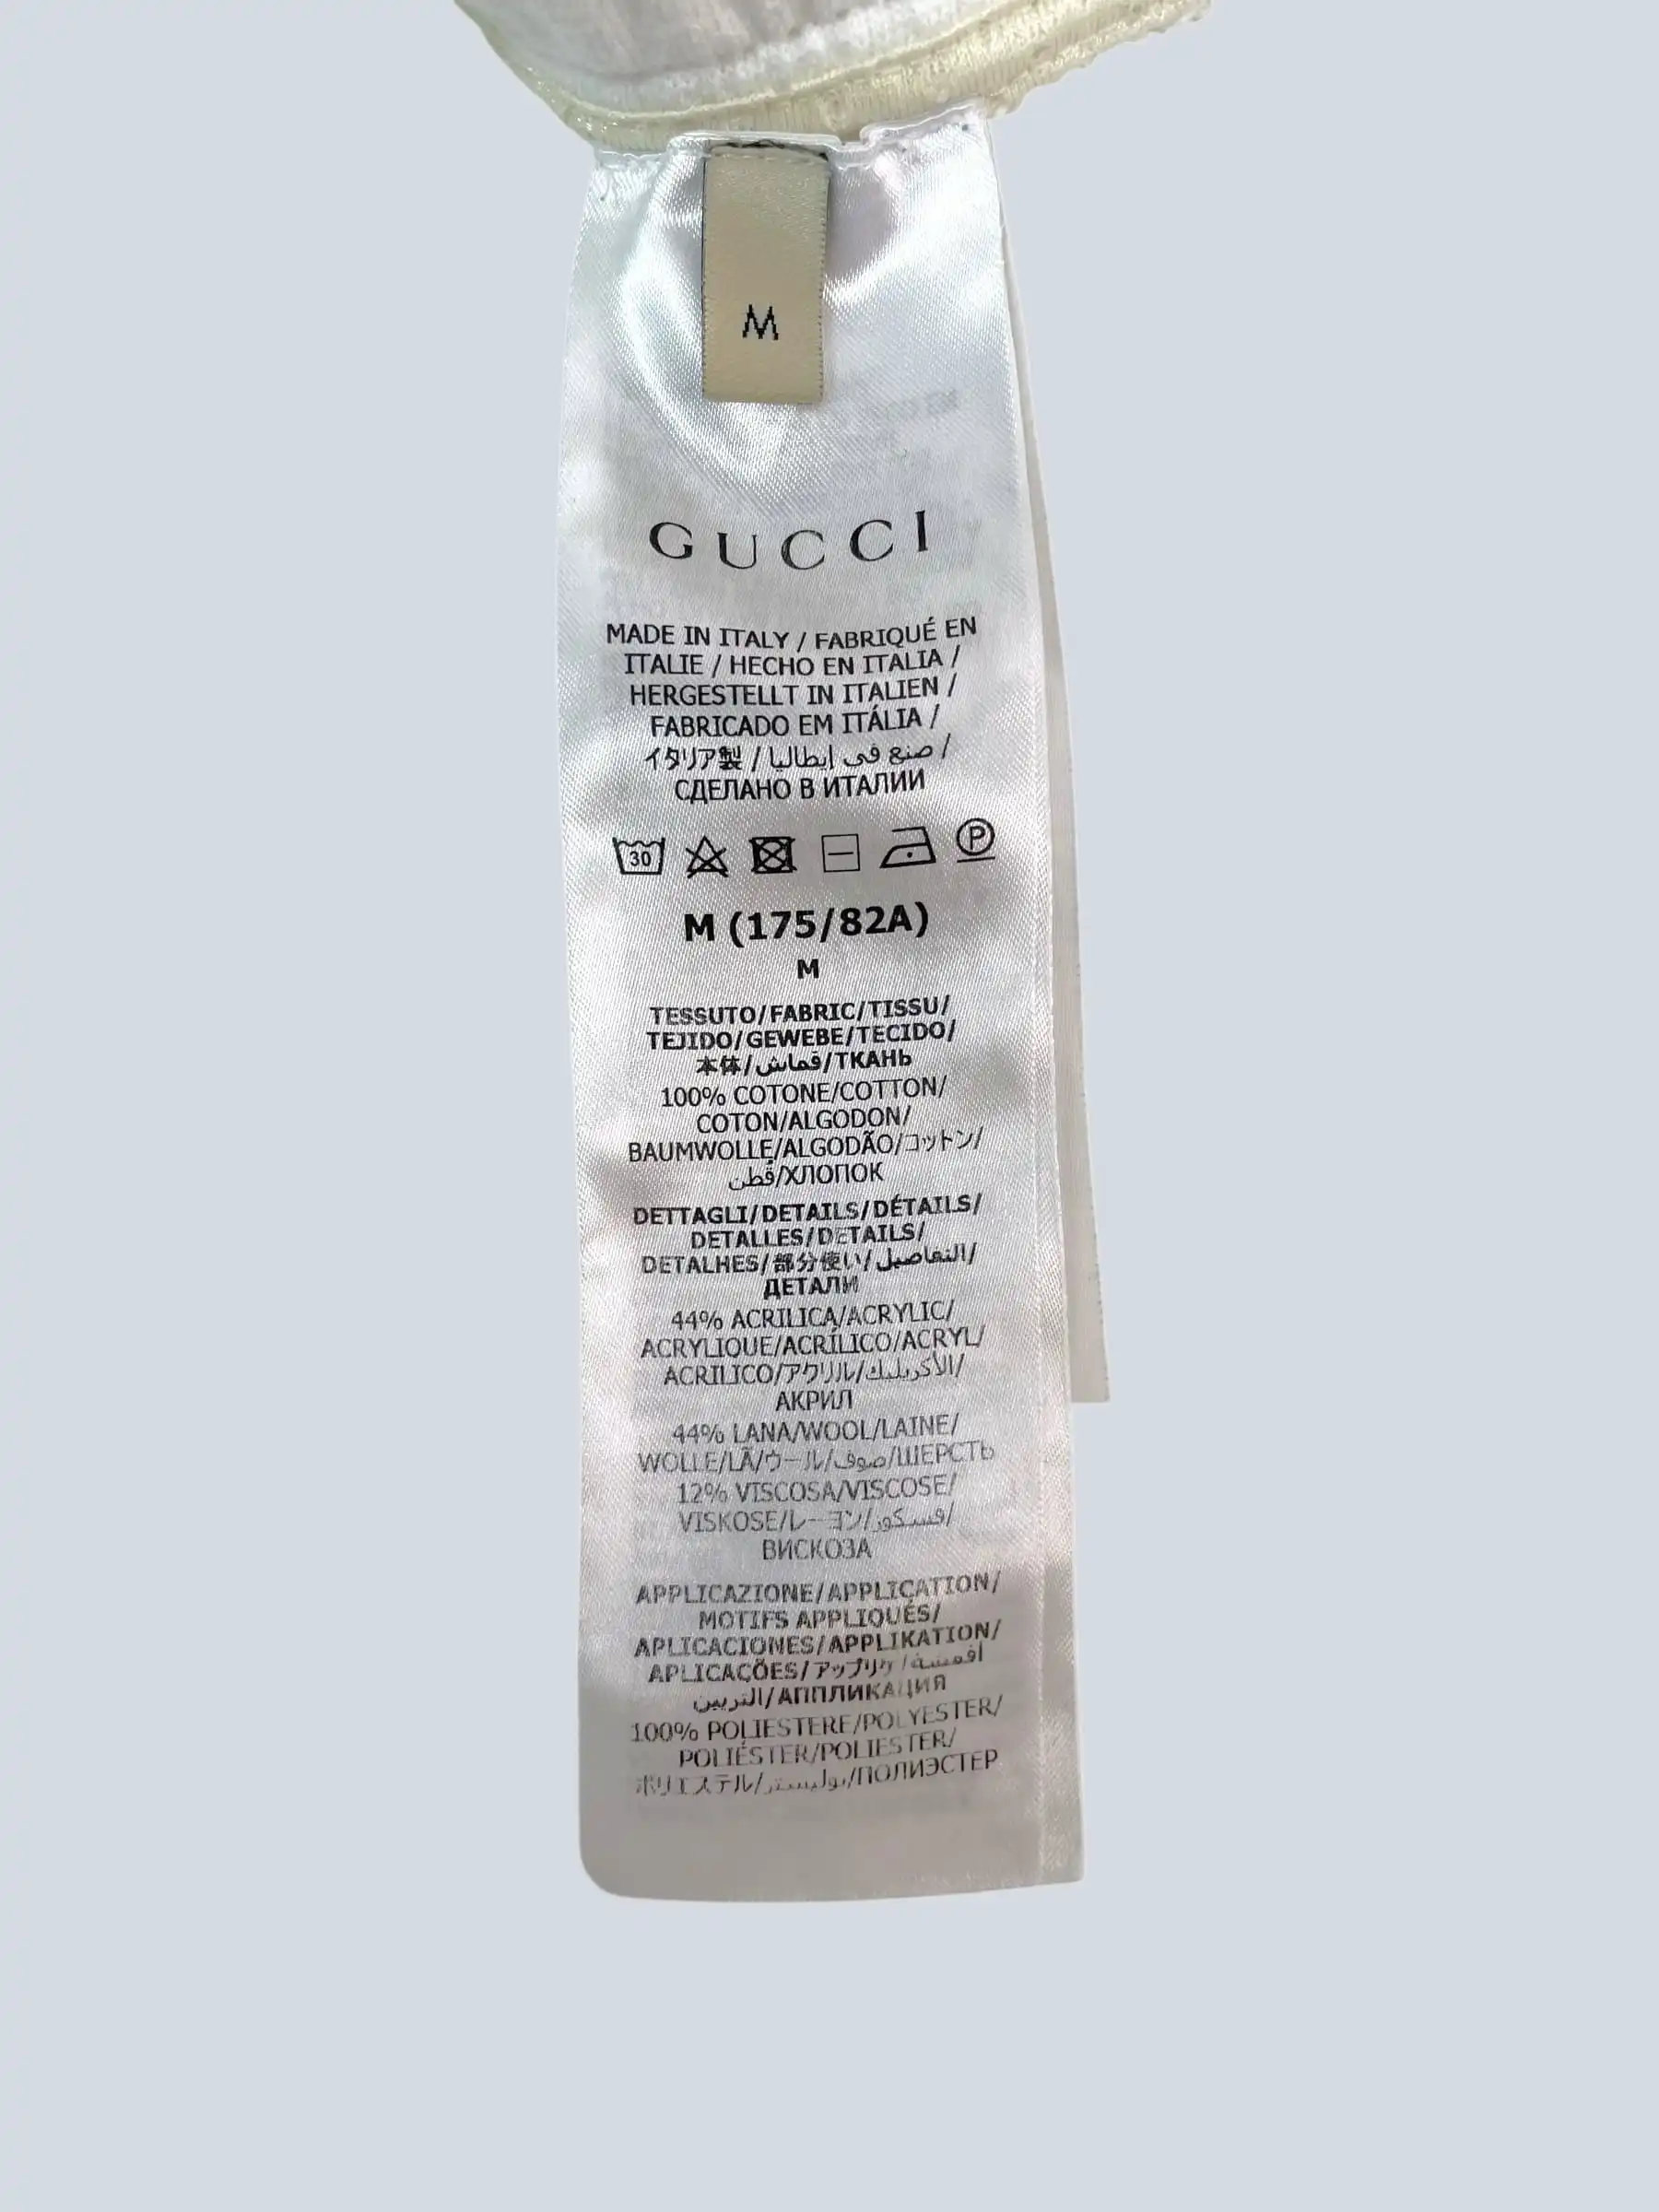 M
GUCCI
MADE IN ITALY / FABRIQUÉ EN
ITALIE / HECHO EN ITALIA /
HERGESTELLT IN ITALIEN /
FABRICADO EM ITÁLIA /
イタリア製 / صنع في إيطاليا /
СДЕЛАНО В ИТАЛИИ
30 P
M (175/82A)
M
TESSUTO/FABRIC/TISSU/
TEJIDO/GEWEBE/TECIDO/
本体/قماش/ТКАНЬ
100% COTONE/COTTON/
COTON/ALGODON/
BAUMWOLLE/ALGODÃO/コットン/
قطن/ХЛОПОК
DETTAGLI/DETAILS/DÉTAILS/
DETALLES/DETAILS/
DETALHES/部分使い/التفاصيل/
ДЕТАЛИ
44% ACRILICA/ACRYLIC/
ACRYLIQUE/ACRÍLICO/ACRYL/
ACRILICO/アクリル/الأكريليك/
АКРИЛ
44% LANA/WOOL/LAINE/
WOLLE/LÃ/ウール/صوف/ШЕРСТЬ
12% VISCOSA/VISCOSE/
VISKOSE/レーヨン/فسكوز/
ВИСКОЗА
APPLICAZIONE/APPLICATION/
MOTIFS APPLIQUÉS/
APLICACIONES/APPLIKATION/
APLICAÇÕES/アップリケ/أقمشة
التزيين/АППЛИКАЦИЯ
100% POLIESTERE/POLYESTER/
POLIÉSTER/POLIESTER/
ポリエステル/بوليستر/ПОЛИЭСТЕР